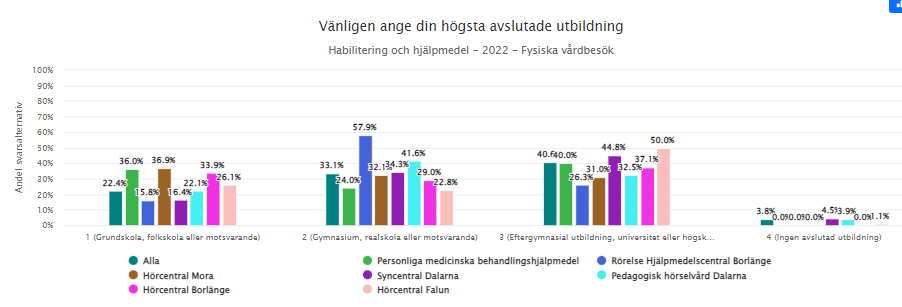 Vänligen ange din högsta avslutade utbildning
Habilitering och hjälpmedel - 2022 - Fysiska vårdbesök
Andel svarsalternativ
100%
90%
80%
70%
60%
50%
40%
30%
20%
10%
0%
22.4% 36.0% 15.8% 36.9% 16.4% 22.1% 33.9% 26.1%
33.1% 24.0% 57.9% 32.1% 34.3% 41.6% 29.0% 22.8%
40.6 40.0% 26.3% 31.0% 44.8% 32.5% 37.1% 50.0%
3.8% 0.0% 0.0% 0.0% 4.5% 3.9% 0.0% 1.1%
1 (Grundskola, folkskola eller motsvarande)
2 (Gymnasium, realskola eller motsvarande)
3 (Eftergymnasial utbildning, universitet eller högsk...
4 (Ingen avslutad utbildning)
Alla
Personliga medicinska behandlingshjälpmedel
Rörelse Hjälpmedelscentral Borlänge
Hörcentral Mora
Syncentral Dalarna
Pedagogisk hörselvård Dalarna
Hörcentral Borlänge
Hörcentral Falun